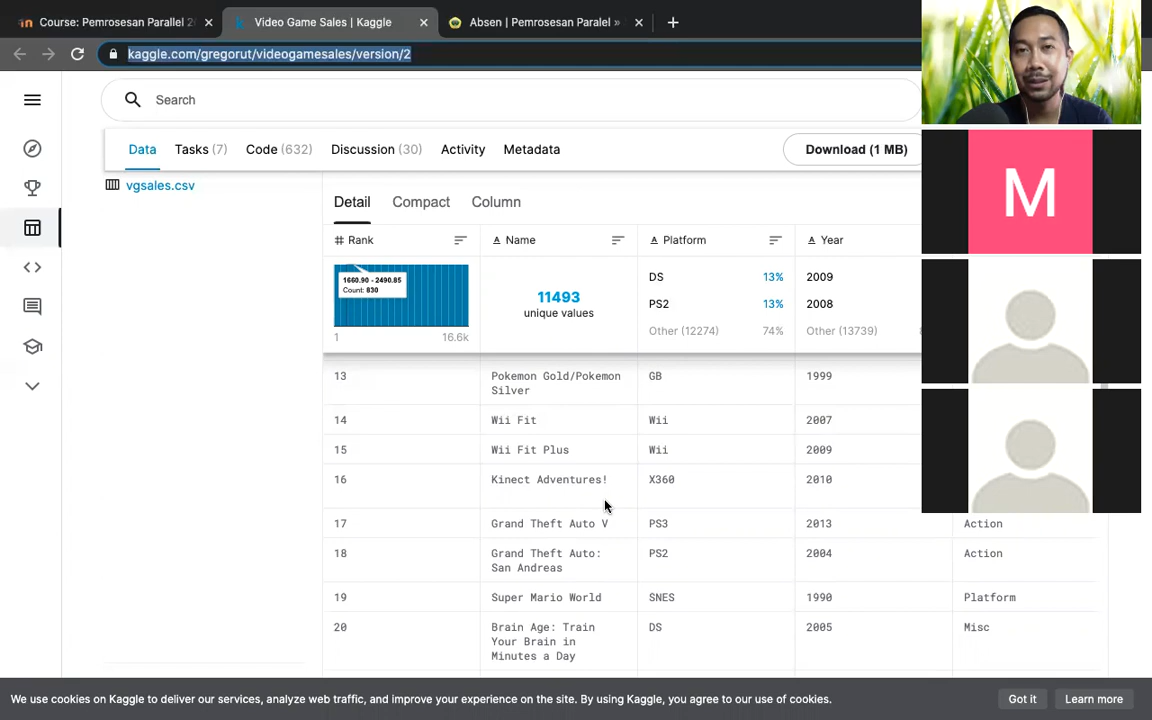 Course: Pemrosesan Parallel 2
Video Game Sales | Kaggle
Absen | Pemrosesan Paralel »
kaggle.com/gregorut/videogamesales/version/2
Search
Data Tasks (7) Code (632) Discussion (30) Activity Metadata Download (1 MB)
vgsales.csv
Detail Compact Column
# Rank A Name A Platform A Year
1660.90 - 2490.85
Count: 830
1 16.6k
11493
unique values
DS 13%
PS2 13%
Other (12274) 74%
2009
2008
Other (13739)
M
13 Pokemon Gold/Pokemon Silver GB 1999
14 Wii Fit Wii 2007
15 Wii Fit Plus Wii 2009
16 Kinect Adventures! X360 2010
17 Grand Theft Auto V PS3 2013 Action
18 Grand Theft Auto: San Andreas PS2 2004 Action
19 Super Mario World SNES 1990 Platform
20 Brain Age: Train Your Brain in Minutes a Day DS 2005 Misc
We use cookies on Kaggle to deliver our services, analyze web traffic, and improve your experience on the site. By using Kaggle, you agree to our use of cookies. Got it Learn more